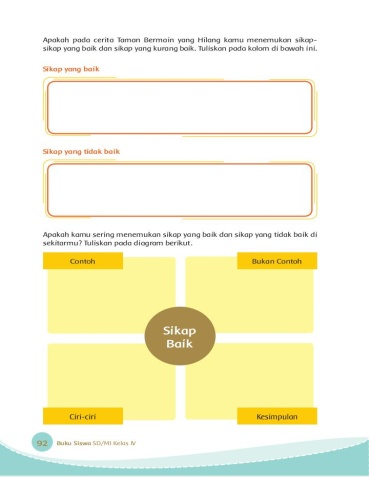 Apakah pada cerita Taman Bermain yang Hilang kamu menemukan sikap-
sikap yang baik dan sikap yang kurang baik. Tuliskan pada kolom di bawah ini.
Sikap yang baik
Sikap yang tidak baik
Apakah kamu sering menemukan sikap yang baik dan sikap yang tidak baik di
sekitarmu? Tuliskan pada diagram berikut.
Contoh
Bukan Contoh
Sikap
Baik
Ciri-ciri
Kesimpulan
92 Buku Siswa SD/MI Kelas IV